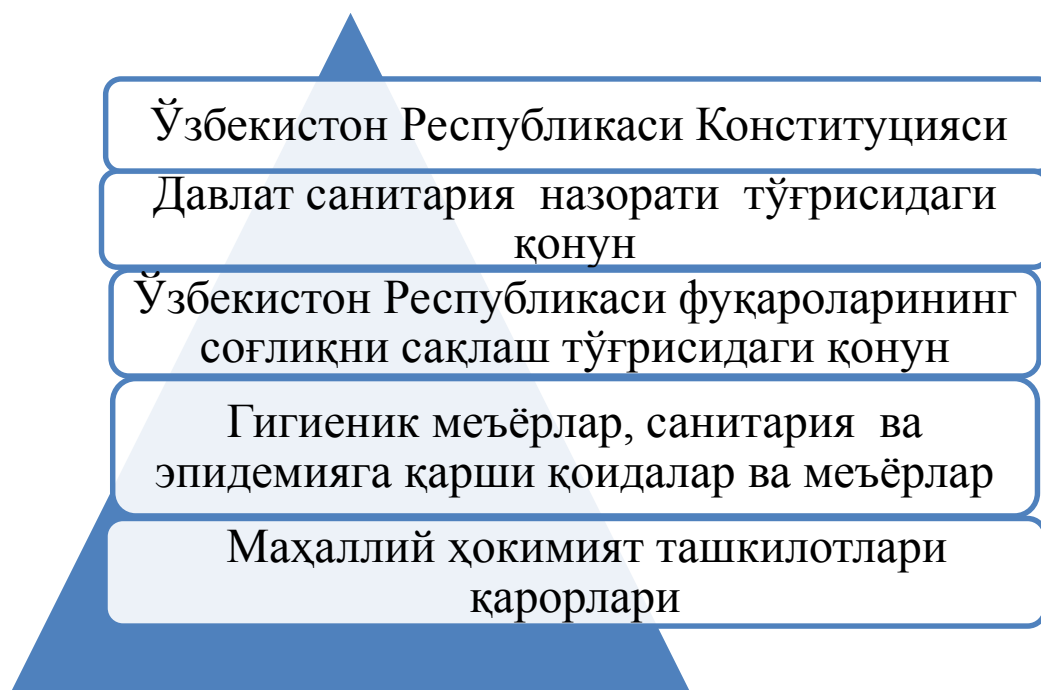 Ўзбекистон Республикаси Конституцияси
Давлат санитария назорати тўғрисидаги
қонун
Ўзбекистон Республикаси фуқароларининг
соғлиқни сақлаш тўғрисидаги қонун
Гигиеник меъёрлар, санитария ва
эпидемияга қарши қоидалар ва меъёрлар
Маҳаллий ҳокимият ташкилотлари
қарорлари